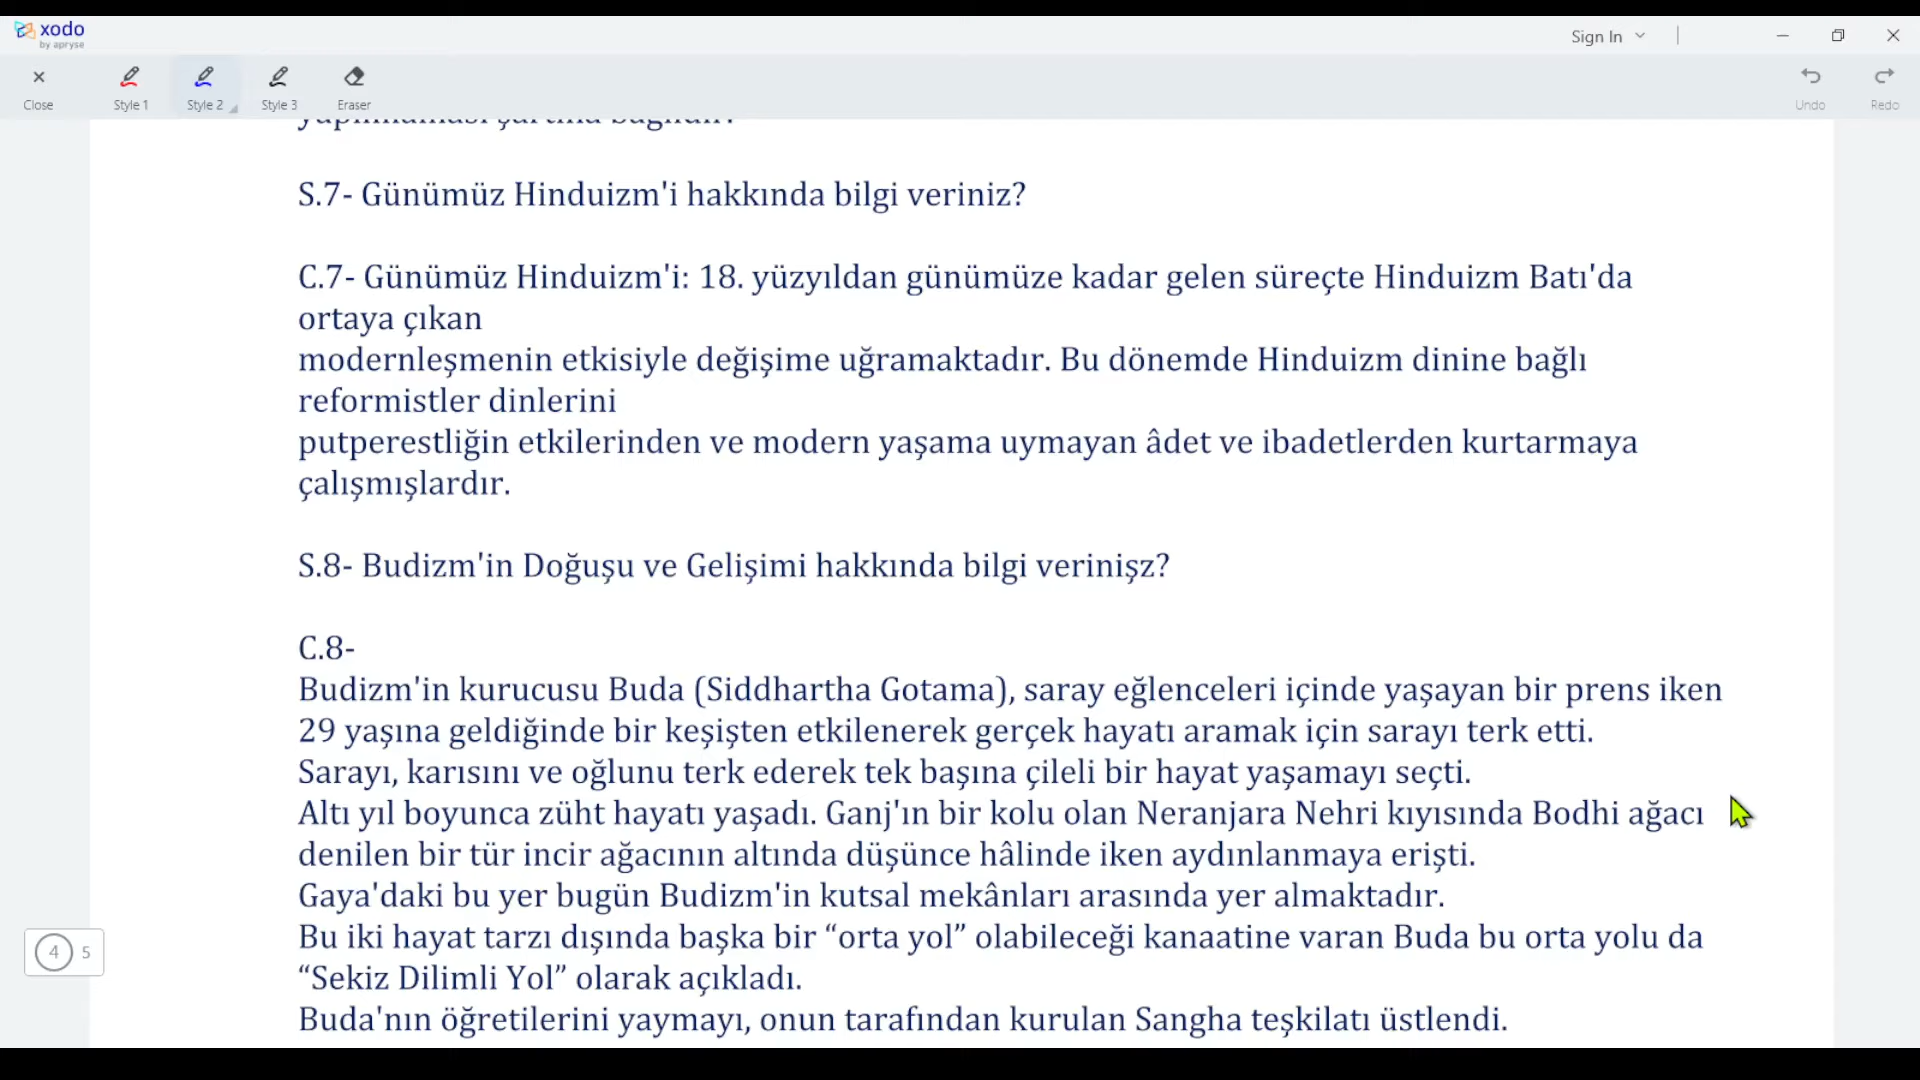 xodo
by apryse
Sign In
Close
Style 1
Style 2
Style 3
Eraser
Undo
Redo
yapılmaması şartına bağlıdır.
S.7- Günümüz Hinduizm'i hakkında bilgi veriniz?
C.7- Günümüz Hinduizm'i: 18. yüzyıldan günümüze kadar gelen süreçte Hinduizm Batı'da
ortaya çıkan
modernleşmenin etkisiyle değişime uğramaktadır. Bu dönemde Hinduizm dinine bağlı
reformistler dinlerini
putperestliğin etkilerinden ve modern yaşama uymayan âdet ve ibadetlerden kurtarmaya
çalışmışlardır.
S.8- Budizm'in Doğuşu ve Gelişimi hakkında bilgi verinişz?
C.8-
Budizm'in kurucusu Buda (Siddhartha Gotama), saray eğlenceleri içinde yaşayan bir prens iken
29 yaşına geldiğinde bir keşişten etkilenerek gerçek hayatı aramak için sarayı terk etti.
Sarayı, karısını ve oğlunu terk ederek tek başına çileli bir hayat yaşamayı seçti.
Altı yıl boyunca züht hayatı yaşadı. Ganj'ın bir kolu olan Neranjara Nehri kıyısında Bodhi ağacı
denilen bir tür incir ağacının altında düşünce hâlinde iken aydınlanmaya erişti.
Gaya'daki bu yer bugün Budizm'in kutsal mekânları arasında yer almaktadır.
Bu iki hayat tarzı dışında başka bir “orta yol” olabileceği kanaatine varan Buda bu orta yolu da
“Sekiz Dilimli Yol” olarak açıkladı.
Buda'nın öğretilerini yaymayı, onun tarafından kurulan Sangha teşkilatı üstlendi.
4 5